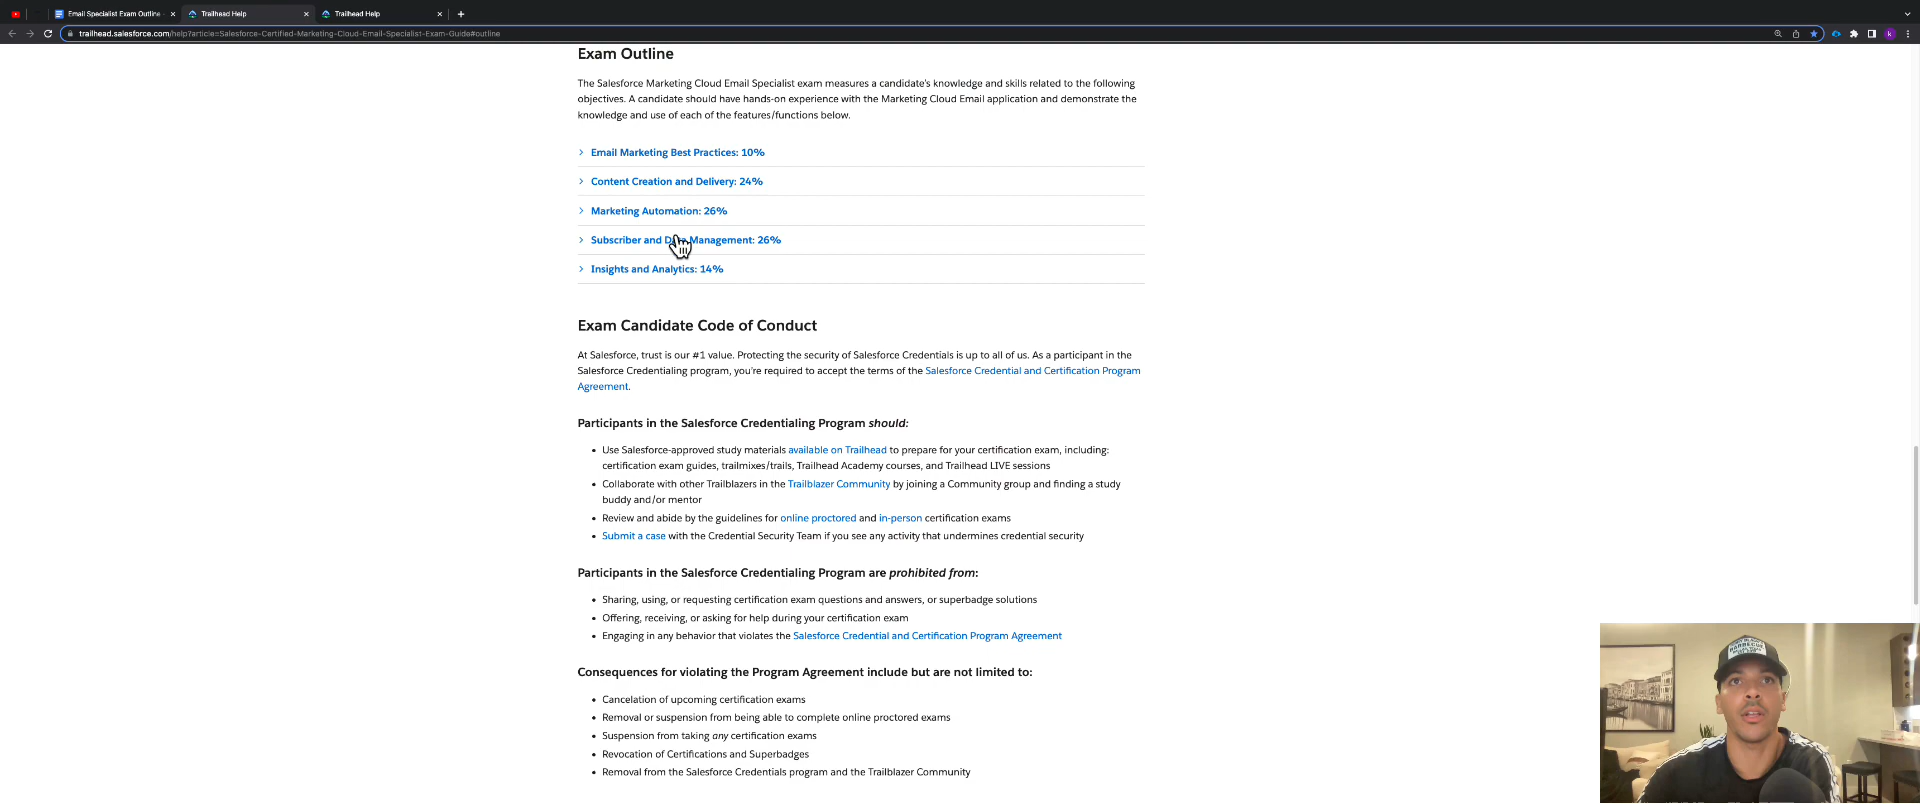 Email Specialist Exam Outline
Trailhead Help
Trailhead Help
trailhead.salesforce.com/help?article=Salesforce-Certified-Marketing-Cloud-Email-Specialist-Exam-Guide#outline
k
Exam Outline
The Salesforce Marketing Cloud Email Specialist exam measures a candidate's knowledge and skills related to the following
objectives. A candidate should have hands-on experience with the Marketing Cloud Email application and demonstrate the
knowledge and use of each of the features/functions below.
Email Marketing Best Practices: 10%
Content Creation and Delivery: 24%
Marketing Automation: 26%
Subscriber and Data Management: 26%
Insights and Analytics: 14%
Exam Candidate Code of Conduct
At Salesforce, trust is our #1 value. Protecting the security of Salesforce Credentials is up to all of us. As a participant in the
Salesforce Credentialing program, you're required to accept the terms of the Salesforce Credential and Certification Program
Agreement.
Participants in the Salesforce Credentialing Program should:
• Use Salesforce-approved study materials available on Trailhead to prepare for your certification exam, including:
certification exam guides, trailmixes/trails, Trailhead Academy courses, and Trailhead LIVE sessions
• Collaborate with other Trailblazers in the Trailblazer Community by joining a Community group and finding a study
buddy and/or mentor
• Review and abide by the guidelines for online proctored and in-person certification exams
• Submit a case with the Credential Security Team if you see any activity that undermines credential security
Participants in the Salesforce Credentialing Program are prohibited from:
• Sharing, using, or requesting certification exam questions and answers, or superbadge solutions
• Offering, receiving, or asking for help during your certification exam
• Engaging in any behavior that violates the Salesforce Credential and Certification Program Agreement
Consequences for violating the Program Agreement include but are not limited to:
• Cancelation of upcoming certification exams
• Removal or suspension from being able to complete online proctored exams
• Suspension from taking any certification exams
• Revocation of Certifications and Superbadges
• Removal from the Salesforce Credentials program and the Trailblazer Community
BARBECUE